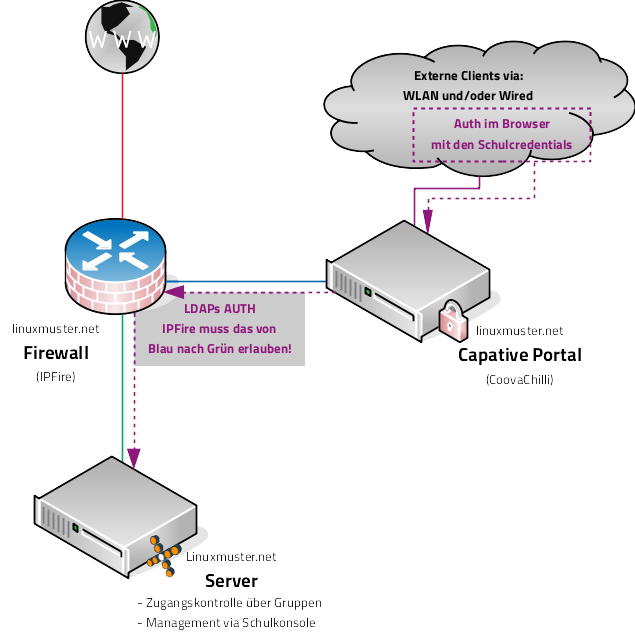 WWW
Externe Clients via:
WLAN und/oder Wired
Auth im Browser
mit den Schulcredentials
LDAPs AUTH
IPFire muss das von
Blau nach Grün erlauben!
linuxmuster.net
Firewall
(IPFire)
linuxmuster.net
Capative Portal
(CoovaChilli)
Linuxmuster.net
Server
- Zugangskontrolle über Gruppen
- Management via Schulkonsole